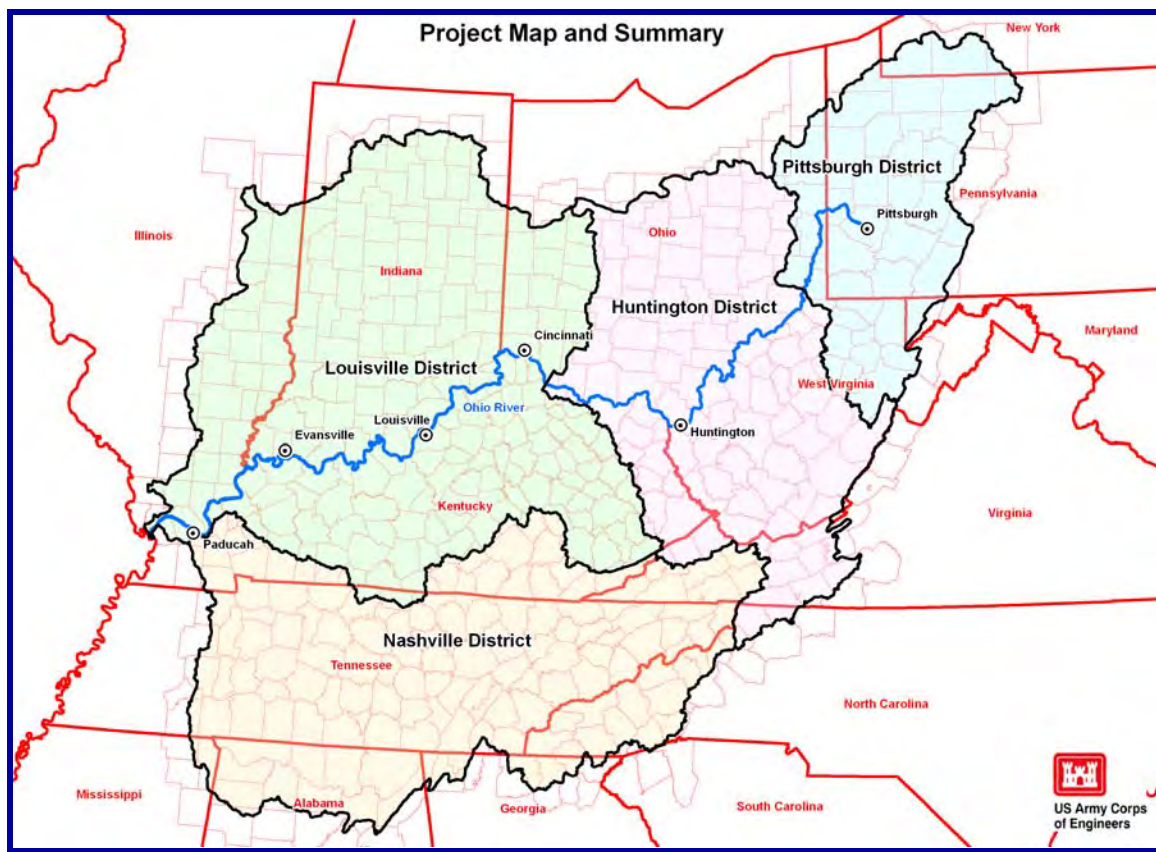 Project Map and Summary
New York
Pittsburgh District
Pennsylvania
Pittsburgh
Illinois
Ohio
Indiana
Huntington District
Maryland
Cincinnati
Louisville District
West Virginia
Ohio River
Louisville
Evansville
Huntington
Kentucky
Virginia
Paducah
Nashville District
Tennessee
North Carolina
Mississippi
Alabama
Georgia
South Carolina
US Army Corps
of Engineers